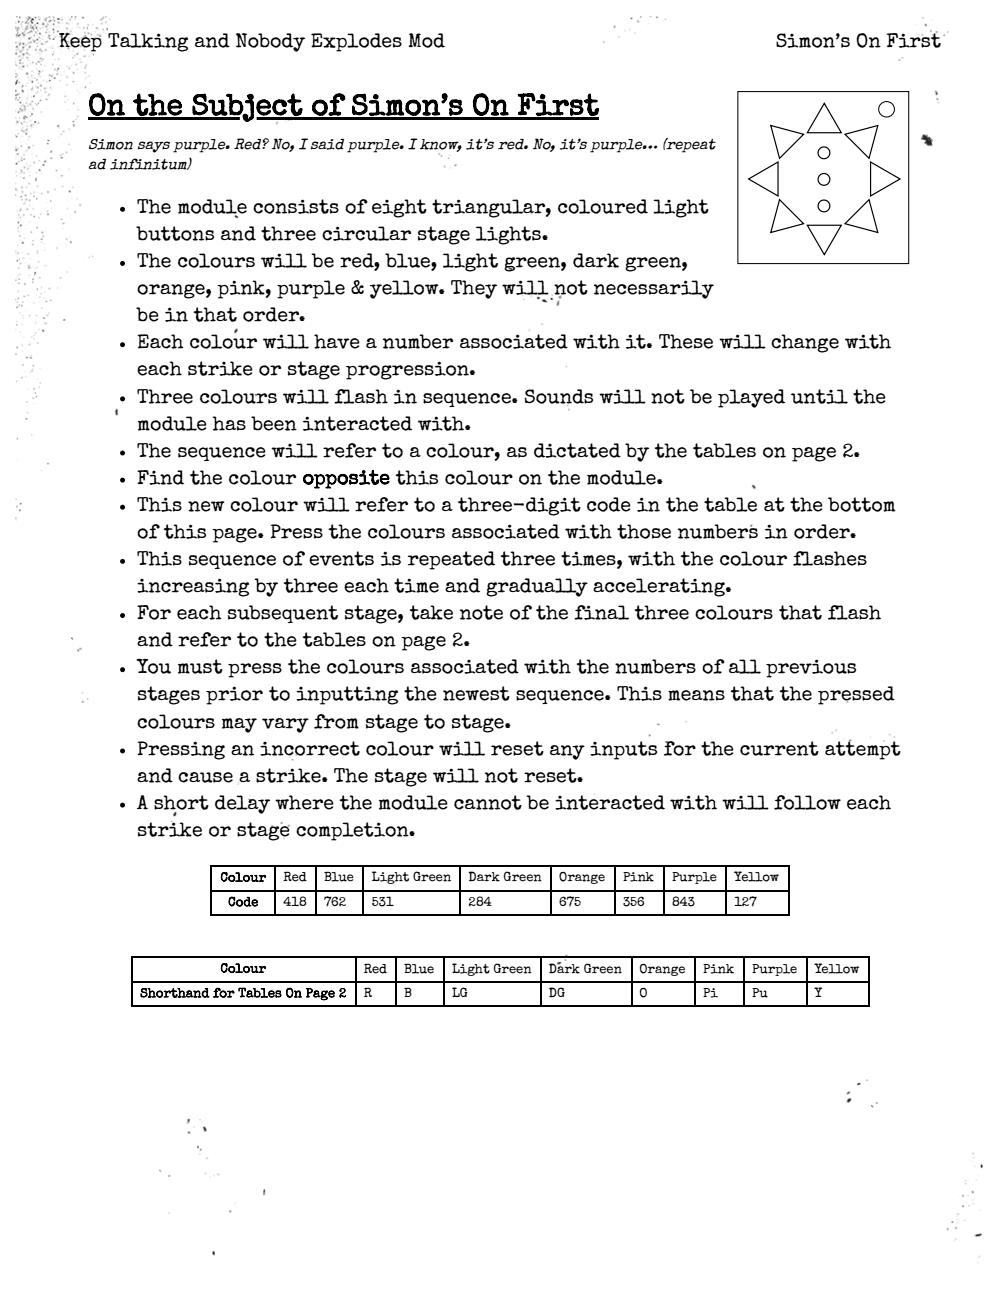 Keep Talking and Nobody Explodes Mod
Simon's On First
On the Subject of Simon's On First
Simon says purple. Red? No, I said purple. I know, it's red. No, it's purple... (repeat
ad infinitum)
• The module consists of eight triangular, coloured light
buttons and three circular stage lights.
• The colours will be red, blue, light green, dark green,
orange, pink, purple & yellow. They will not necessarily
be in that order.
• Each colour will have a number associated with it. These will change with
each strike or stage progression.
• Three colours will flash in sequence. Sounds will not be played until the
module has been interacted with.
• The sequence will refer to a colour, as dictated by the tables on page 2.
• Find the colour opposite this colour on the module.
• This new colour will refer to a three-digit code in the table at the bottom
of this page. Press the colours associated with those numbers in order.
• This sequence of events is repeated three times, with the colour flashes
increasing by three each time and gradually accelerating.
• For each subsequent stage, take note of the final three colours that flash
and refer to the tables on page 2.
• You must press the colours associated with the numbers of all previous
stages prior to inputting the newest sequence. This means that the pressed
colours may vary from stage to stage.
• Pressing an incorrect colour will reset any inputs for the current attempt
and cause a strike. The stage will not reset.
• A short delay where the module cannot be interacted with will follow each
strike or stage completion.
Colour Red Blue Light Green Dark Green Orange Pink Purple Yellow
Code 418 762 531 284 675 356 843 127
Colour Red Blue Light Green Dark Green Orange Pink Purple Yellow
Shorthand for Tables On Page 2 R B LG DG O Pi Pu Y